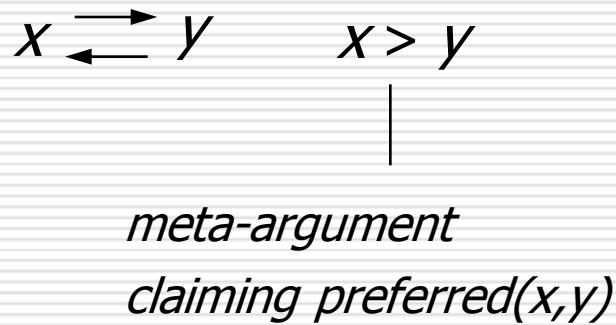 x y x > y
meta-argument
claiming preferred(x,y)